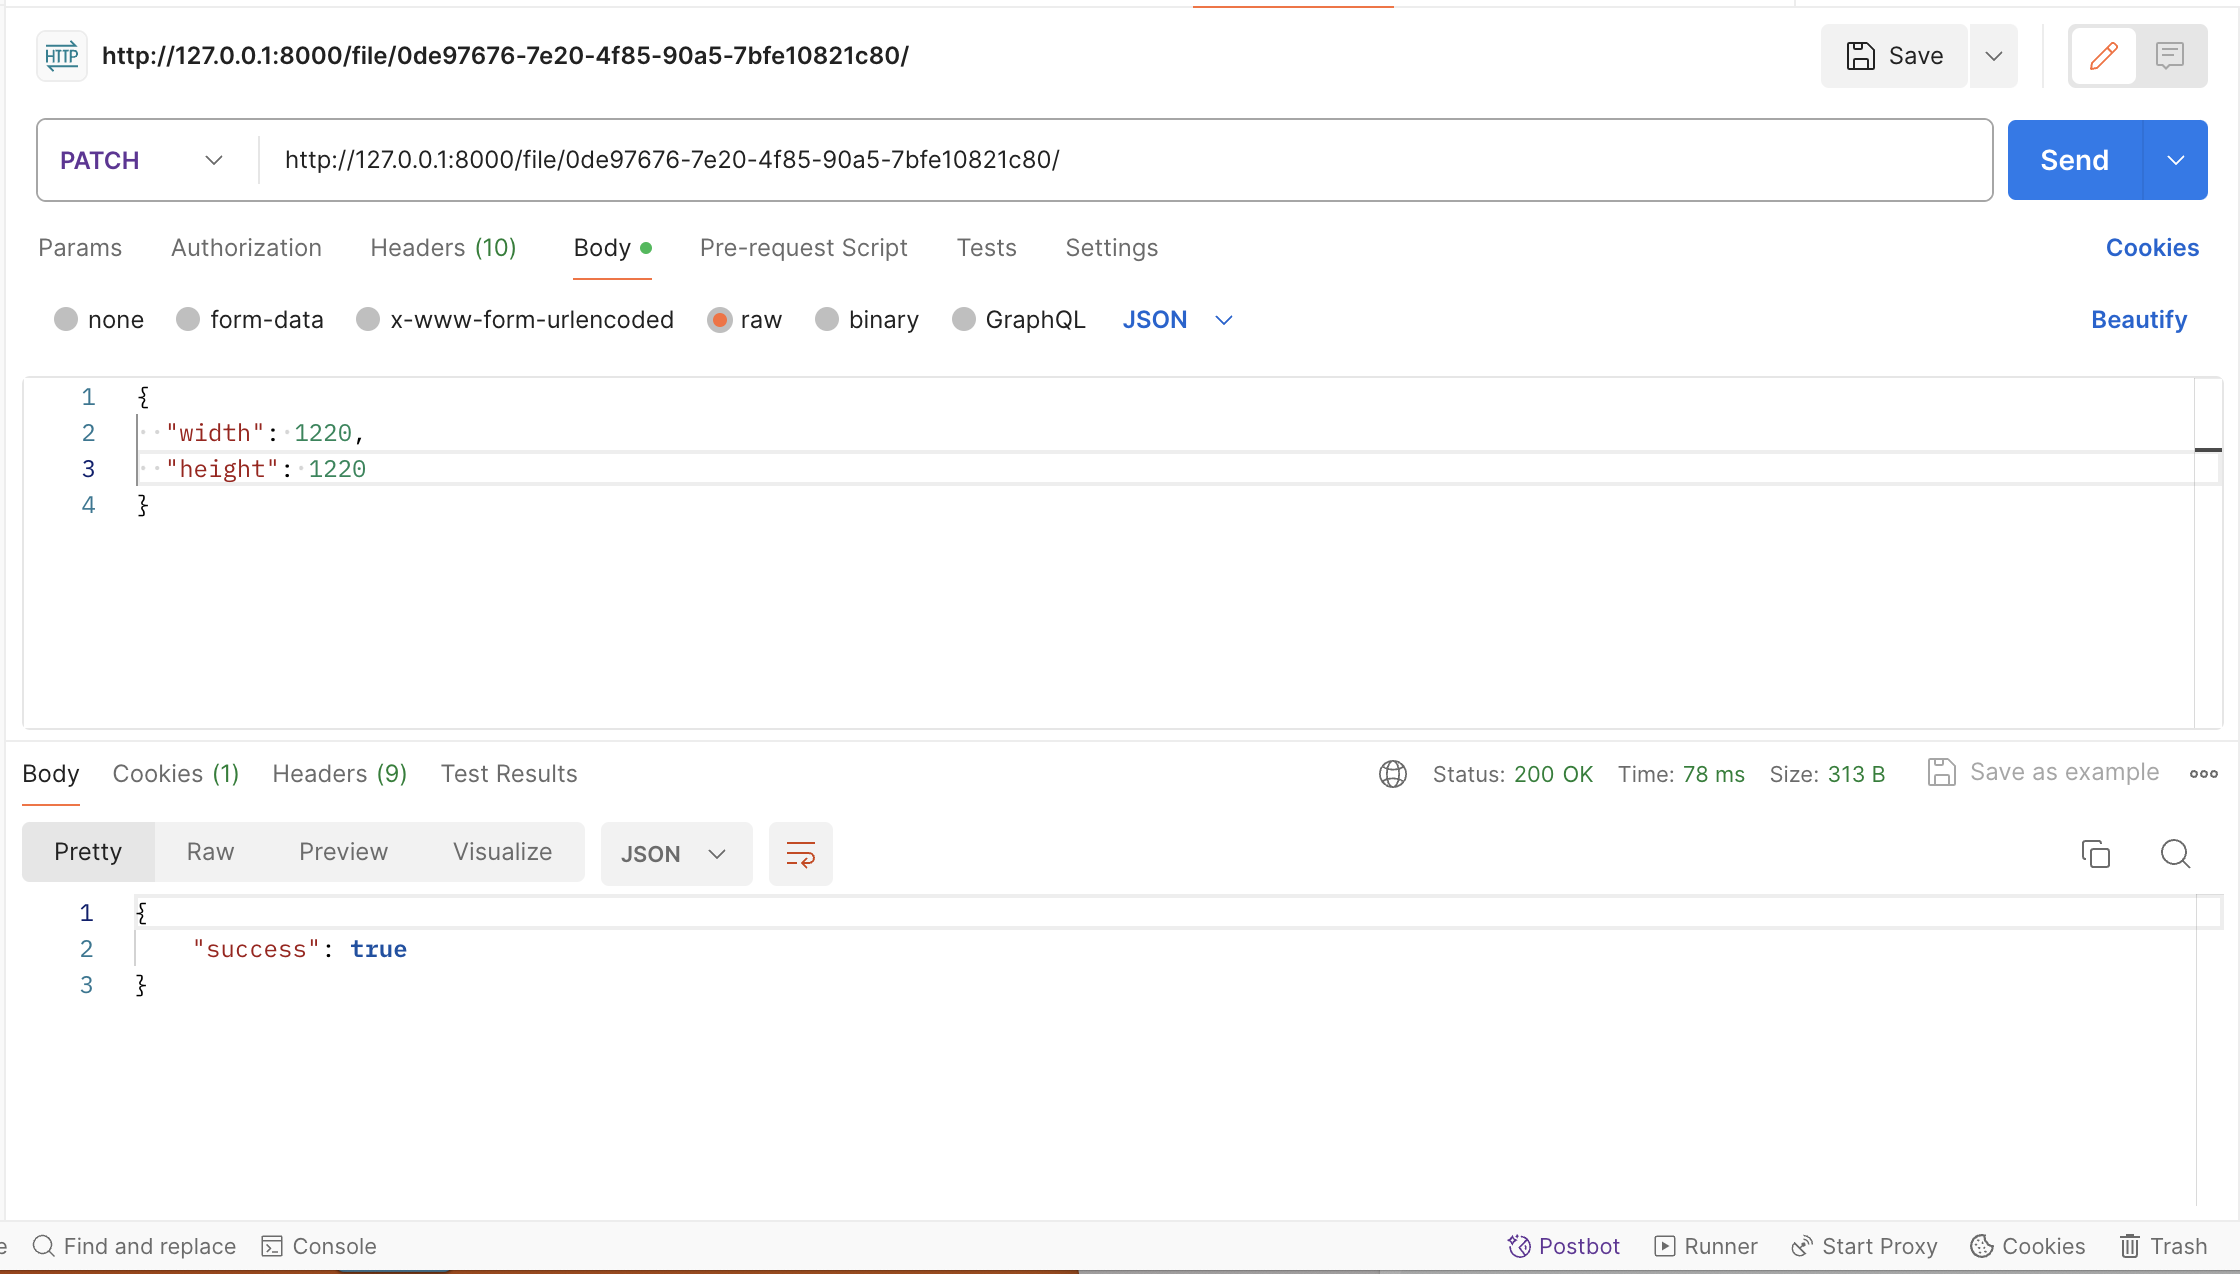 HTTP http://127.0.0.1:8000/file/0de97676-7e20-4f85-90a5-7bfe10821c80/ Save
PATCH http://127.0.0.1:8000/file/0de97676-7e20-4f85-90a5-7bfe10821c80/ Send
Params Authorization Headers (10) Body Pre-request Script Tests Settings Cookies
none form-data x-www-form-urlencoded raw binary GraphQL JSON Beautify
1 {
2 "width": 1220,
3 "height": 1220
4 }
Body Cookies (1) Headers (9) Test Results Status: 200 OK Time: 78 ms Size: 313 B Save as example
Pretty Raw Preview Visualize JSON
1 {
2 "success": true
3 }
e Find and replace Console Postbot Runner Start Proxy Cookies Trash